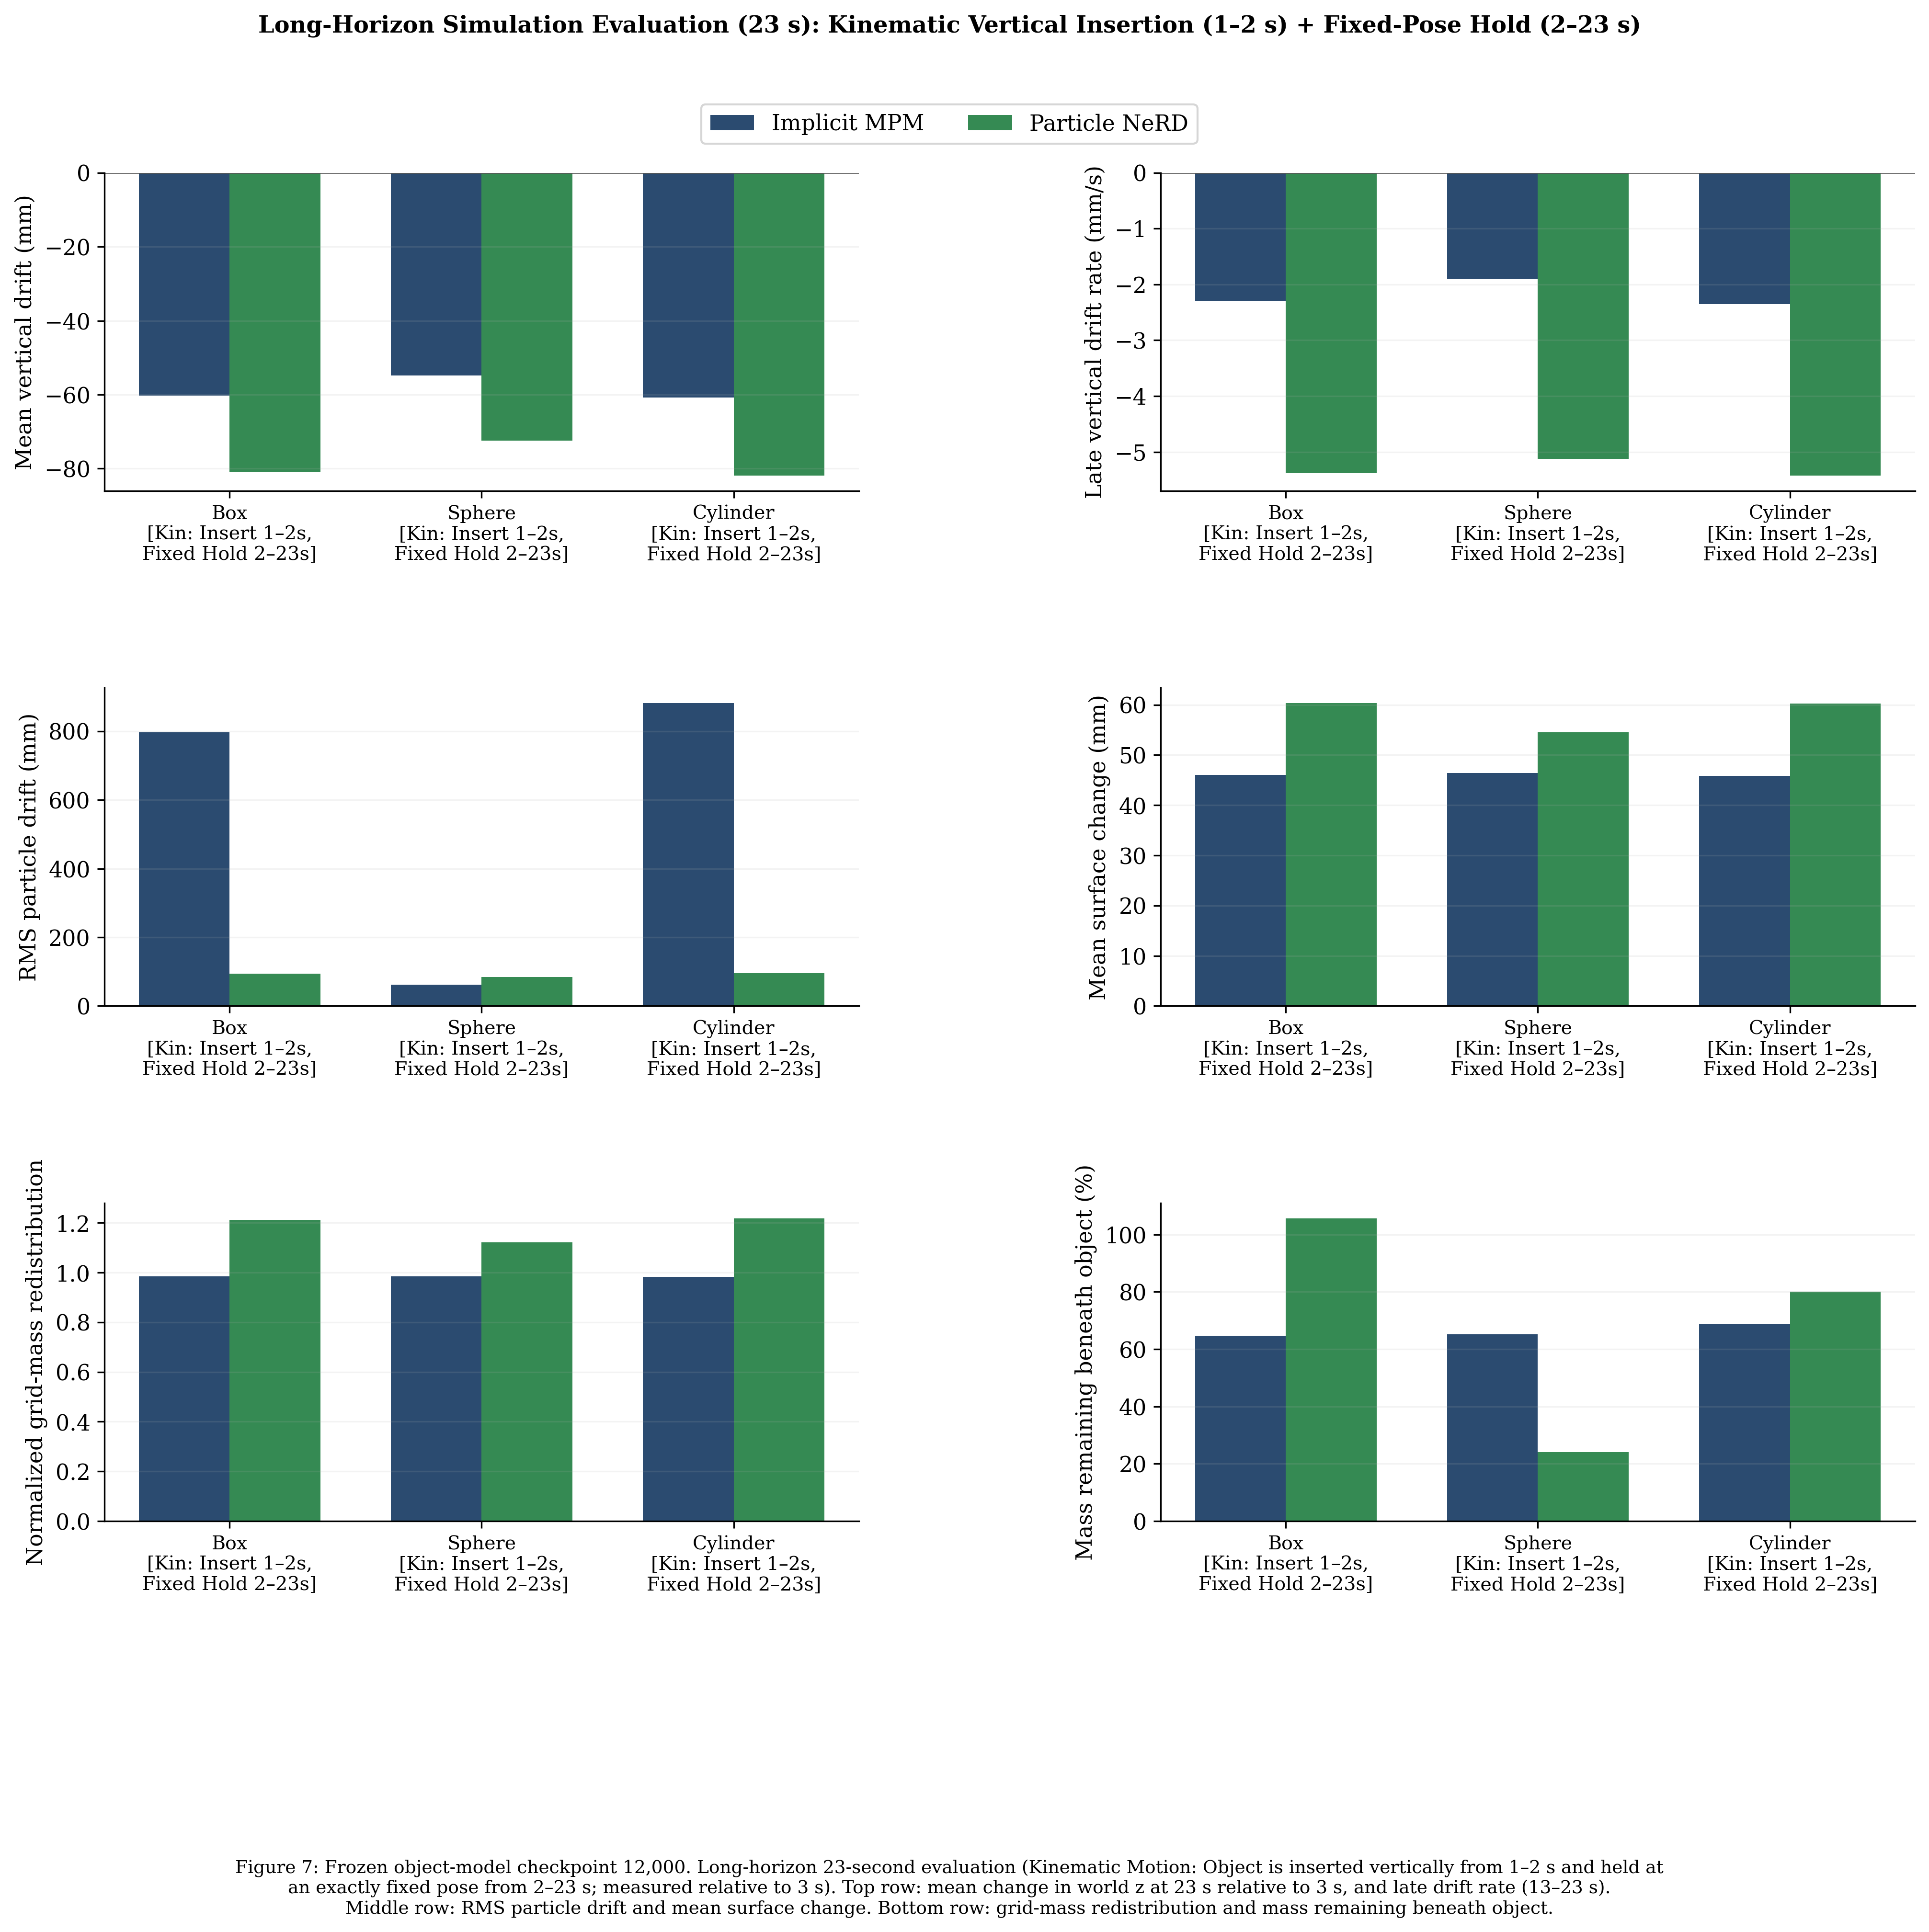 Long-Horizon Simulation Evaluation (23 s): Kinematic Vertical Insertion (1–2 s) + Fixed-Pose Hold (2–23 s)
Implicit MPM
Particle NeRD
Mean vertical drift (mm)
0
−20
−40
−60
−80
Box
[Kin: Insert 1–2s,
Fixed Hold 2–23s]
Sphere
[Kin: Insert 1–2s,
Fixed Hold 2–23s]
Cylinder
[Kin: Insert 1–2s,
Fixed Hold 2–23s]
Late vertical drift rate (mm/s)
0
−1
−2
−3
−4
−5
Box
[Kin: Insert 1–2s,
Fixed Hold 2–23s]
Sphere
[Kin: Insert 1–2s,
Fixed Hold 2–23s]
Cylinder
[Kin: Insert 1–2s,
Fixed Hold 2–23s]
RMS particle drift (mm)
800
600
400
200
0
Box
[Kin: Insert 1–2s,
Fixed Hold 2–23s]
Sphere
[Kin: Insert 1–2s,
Fixed Hold 2–23s]
Cylinder
[Kin: Insert 1–2s,
Fixed Hold 2–23s]
Mean surface change (mm)
60
50
40
30
20
10
0
Box
[Kin: Insert 1–2s,
Fixed Hold 2–23s]
Sphere
[Kin: Insert 1–2s,
Fixed Hold 2–23s]
Cylinder
[Kin: Insert 1–2s,
Fixed Hold 2–23s]
Normalized grid-mass redistribution
1.2
1.0
0.8
0.6
0.4
0.2
0.0
Box
[Kin: Insert 1–2s,
Fixed Hold 2–23s]
Sphere
[Kin: Insert 1–2s,
Fixed Hold 2–23s]
Cylinder
[Kin: Insert 1–2s,
Fixed Hold 2–23s]
Mass remaining beneath object (%)
100
80
60
40
20
0
Box
[Kin: Insert 1–2s,
Fixed Hold 2–23s]
Sphere
[Kin: Insert 1–2s,
Fixed Hold 2–23s]
Cylinder
[Kin: Insert 1–2s,
Fixed Hold 2–23s]
Figure 7: Frozen object-model checkpoint 12,000. Long-horizon 23-second evaluation (Kinematic Motion: Object is inserted vertically from 1–2 s and held at
an exactly fixed pose from 2–23 s; measured relative to 3 s). Top row: mean change in world z at 23 s relative to 3 s, and late drift rate (13–23 s).
Middle row: RMS particle drift and mean surface change. Bottom row: grid-mass redistribution and mass remaining beneath object.